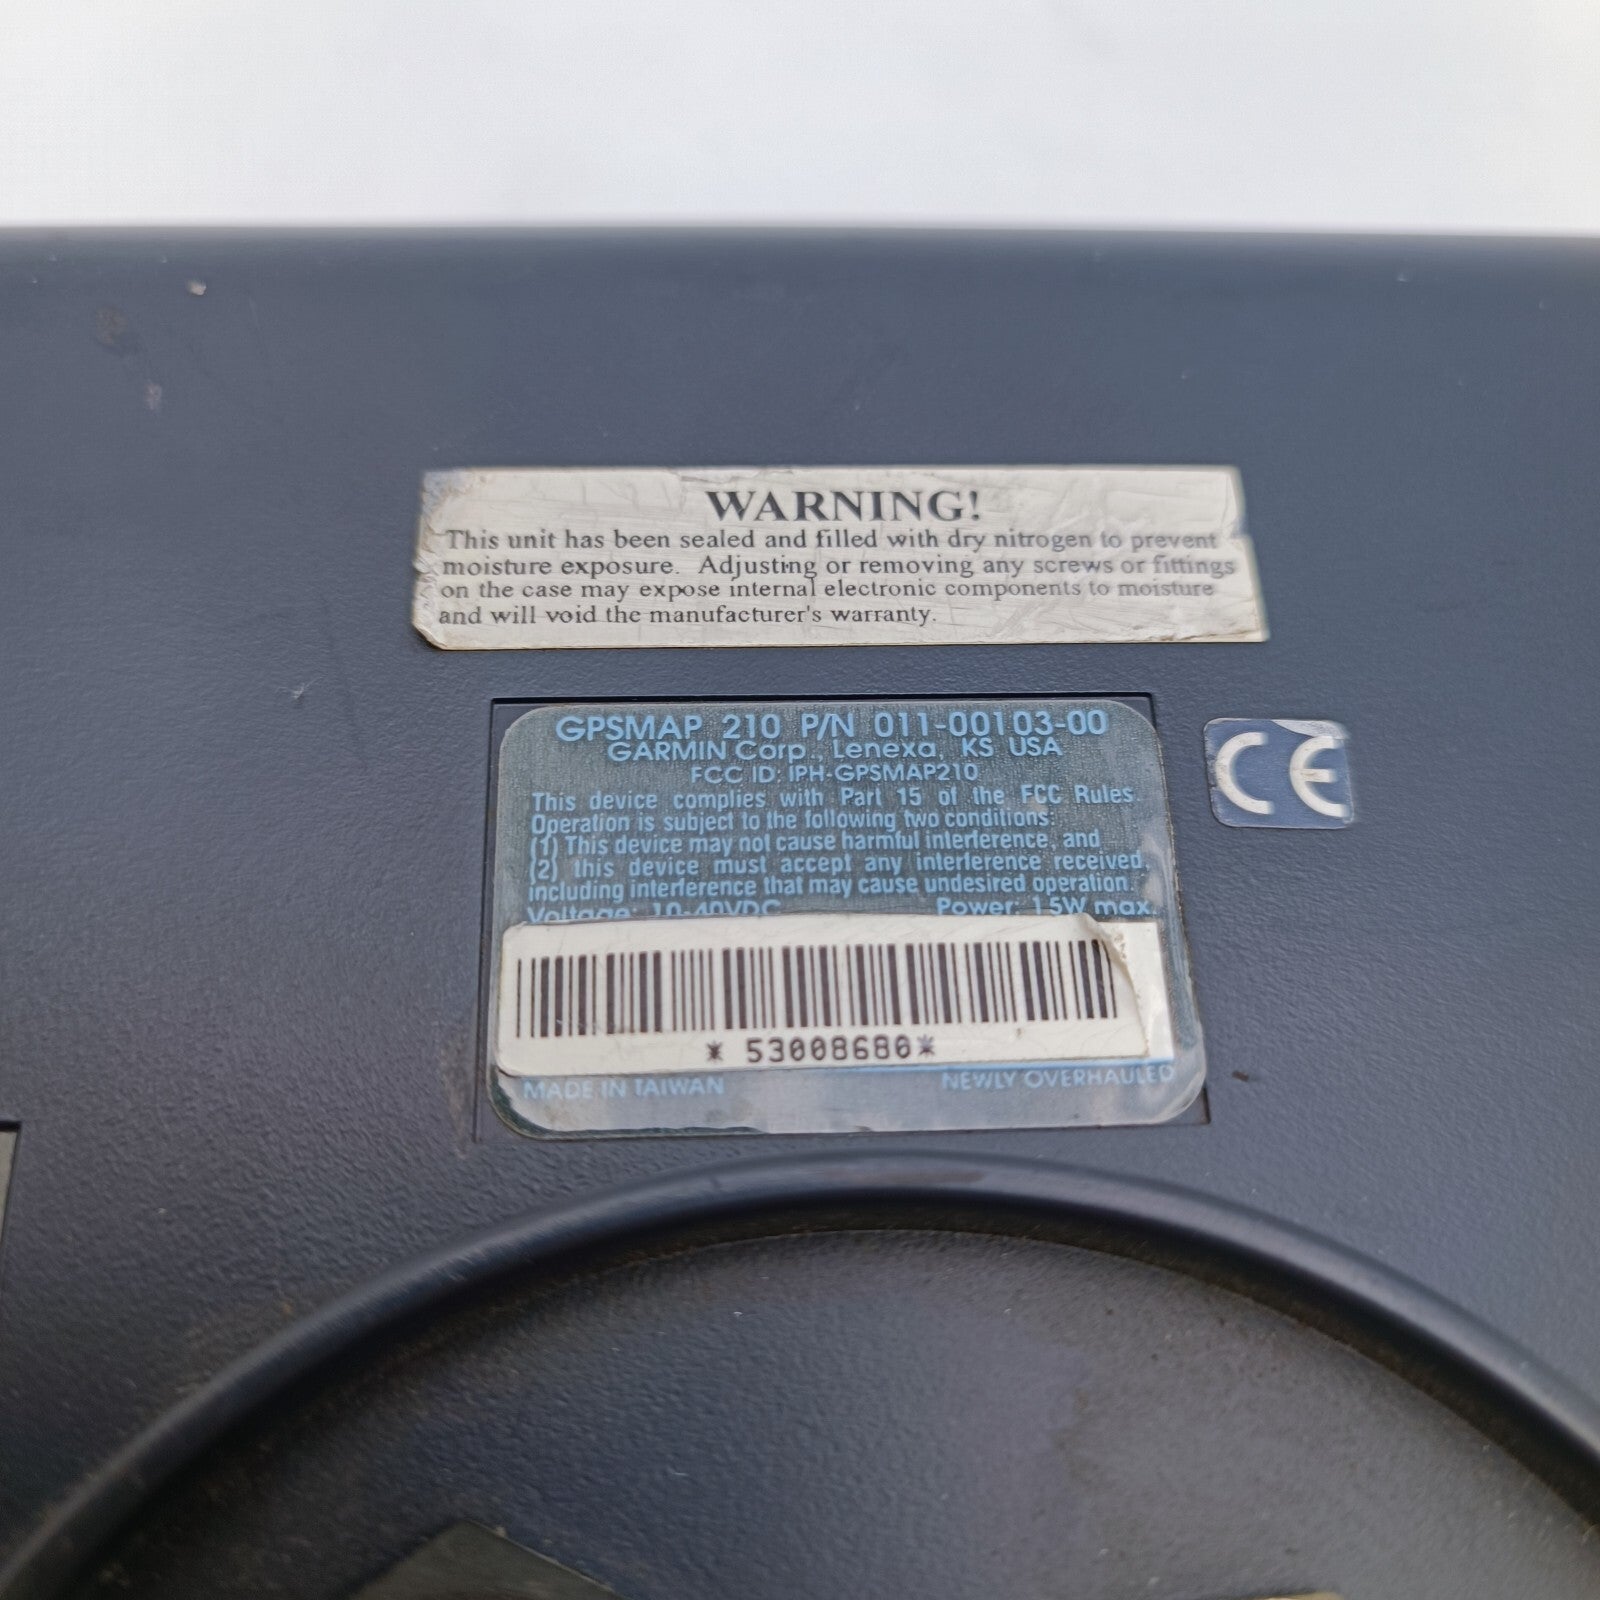 WARNING!
This unit has been sealed and filled with dry nitrogen to prevent
moisture exposure. Adjusting or removing any screws or fittings
on the case may expose internal electronic components to moisture
and will void the manufacturer's warranty.
GPSMAP 210 P/N 011-00103-00
GARMIN Corp., Lenexa, KS USA
FCC ID: IPH-GPSMAP210
This device complies with Part 15 of the FCC Rules.
Operation is subject to the following two conditions:
(1) This device may not cause harmful interference, and
(2) this device must accept any interference received,
including interference that may cause undesired operation.
Voltage: 10-40VDC Power: 15W max.
CE
* 53008680*
MADE IN TAIWAN NEWLY OVERHAULED